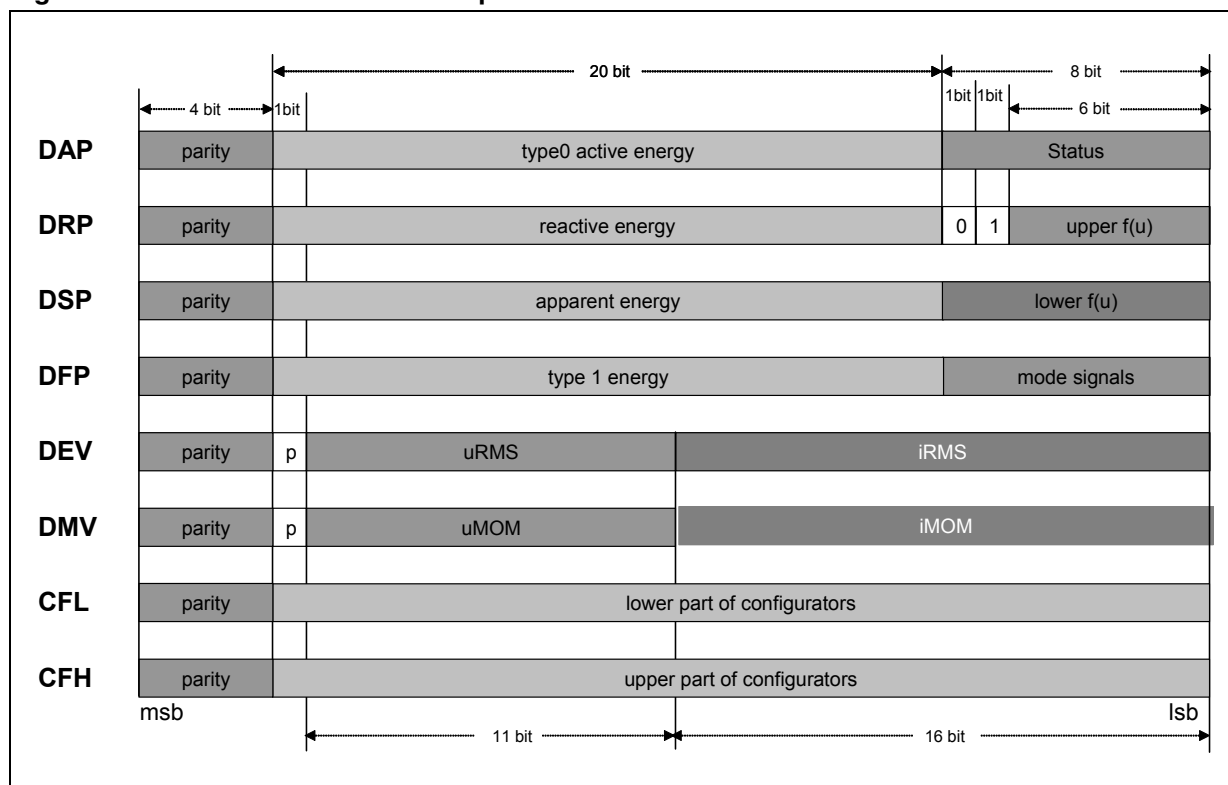 20 bit
8 bit
4 bit
1bit
1bit
1bit
6 bit
DAP parity type0 active energy Status
DRP parity reactive energy 0 1 upper f(u)
DSP parity apparent energy lower f(u)
DFP parity type 1 energy mode signals
DEV parity p uRMS iRMS
DMV parity p uMOM iMOM
CFL parity lower part of configurators
CFH parity upper part of configurators
msb lsb
11 bit 16 bit